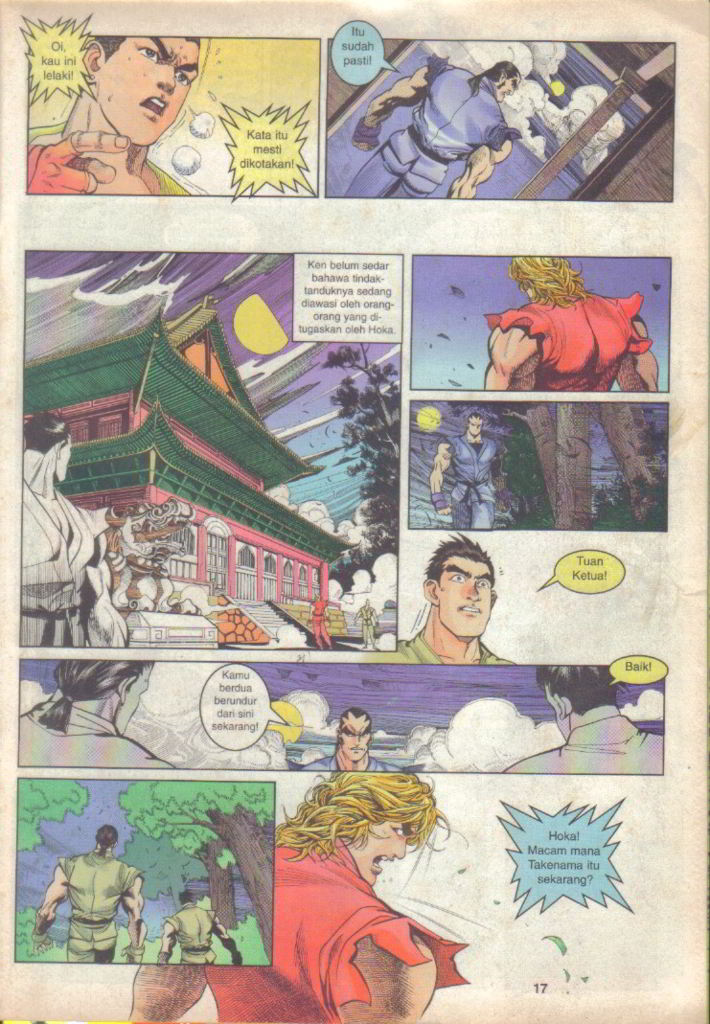 Oi,
kau ini
lelaki!
Kata itu
mesti
dikotakan!
Itu
sudah
pasti!
Ken belum sedar
bahawa tindak-
tanduknya sedang
diawasi oleh orang-
orang yang di-
tugaskan oleh Hoka.
Tuan
Ketua!
Kamu
berdua
berundur
dari sini
sekarang!
Baik!
Hoka!
Macam mana
Takenama itu
sekarang?
17